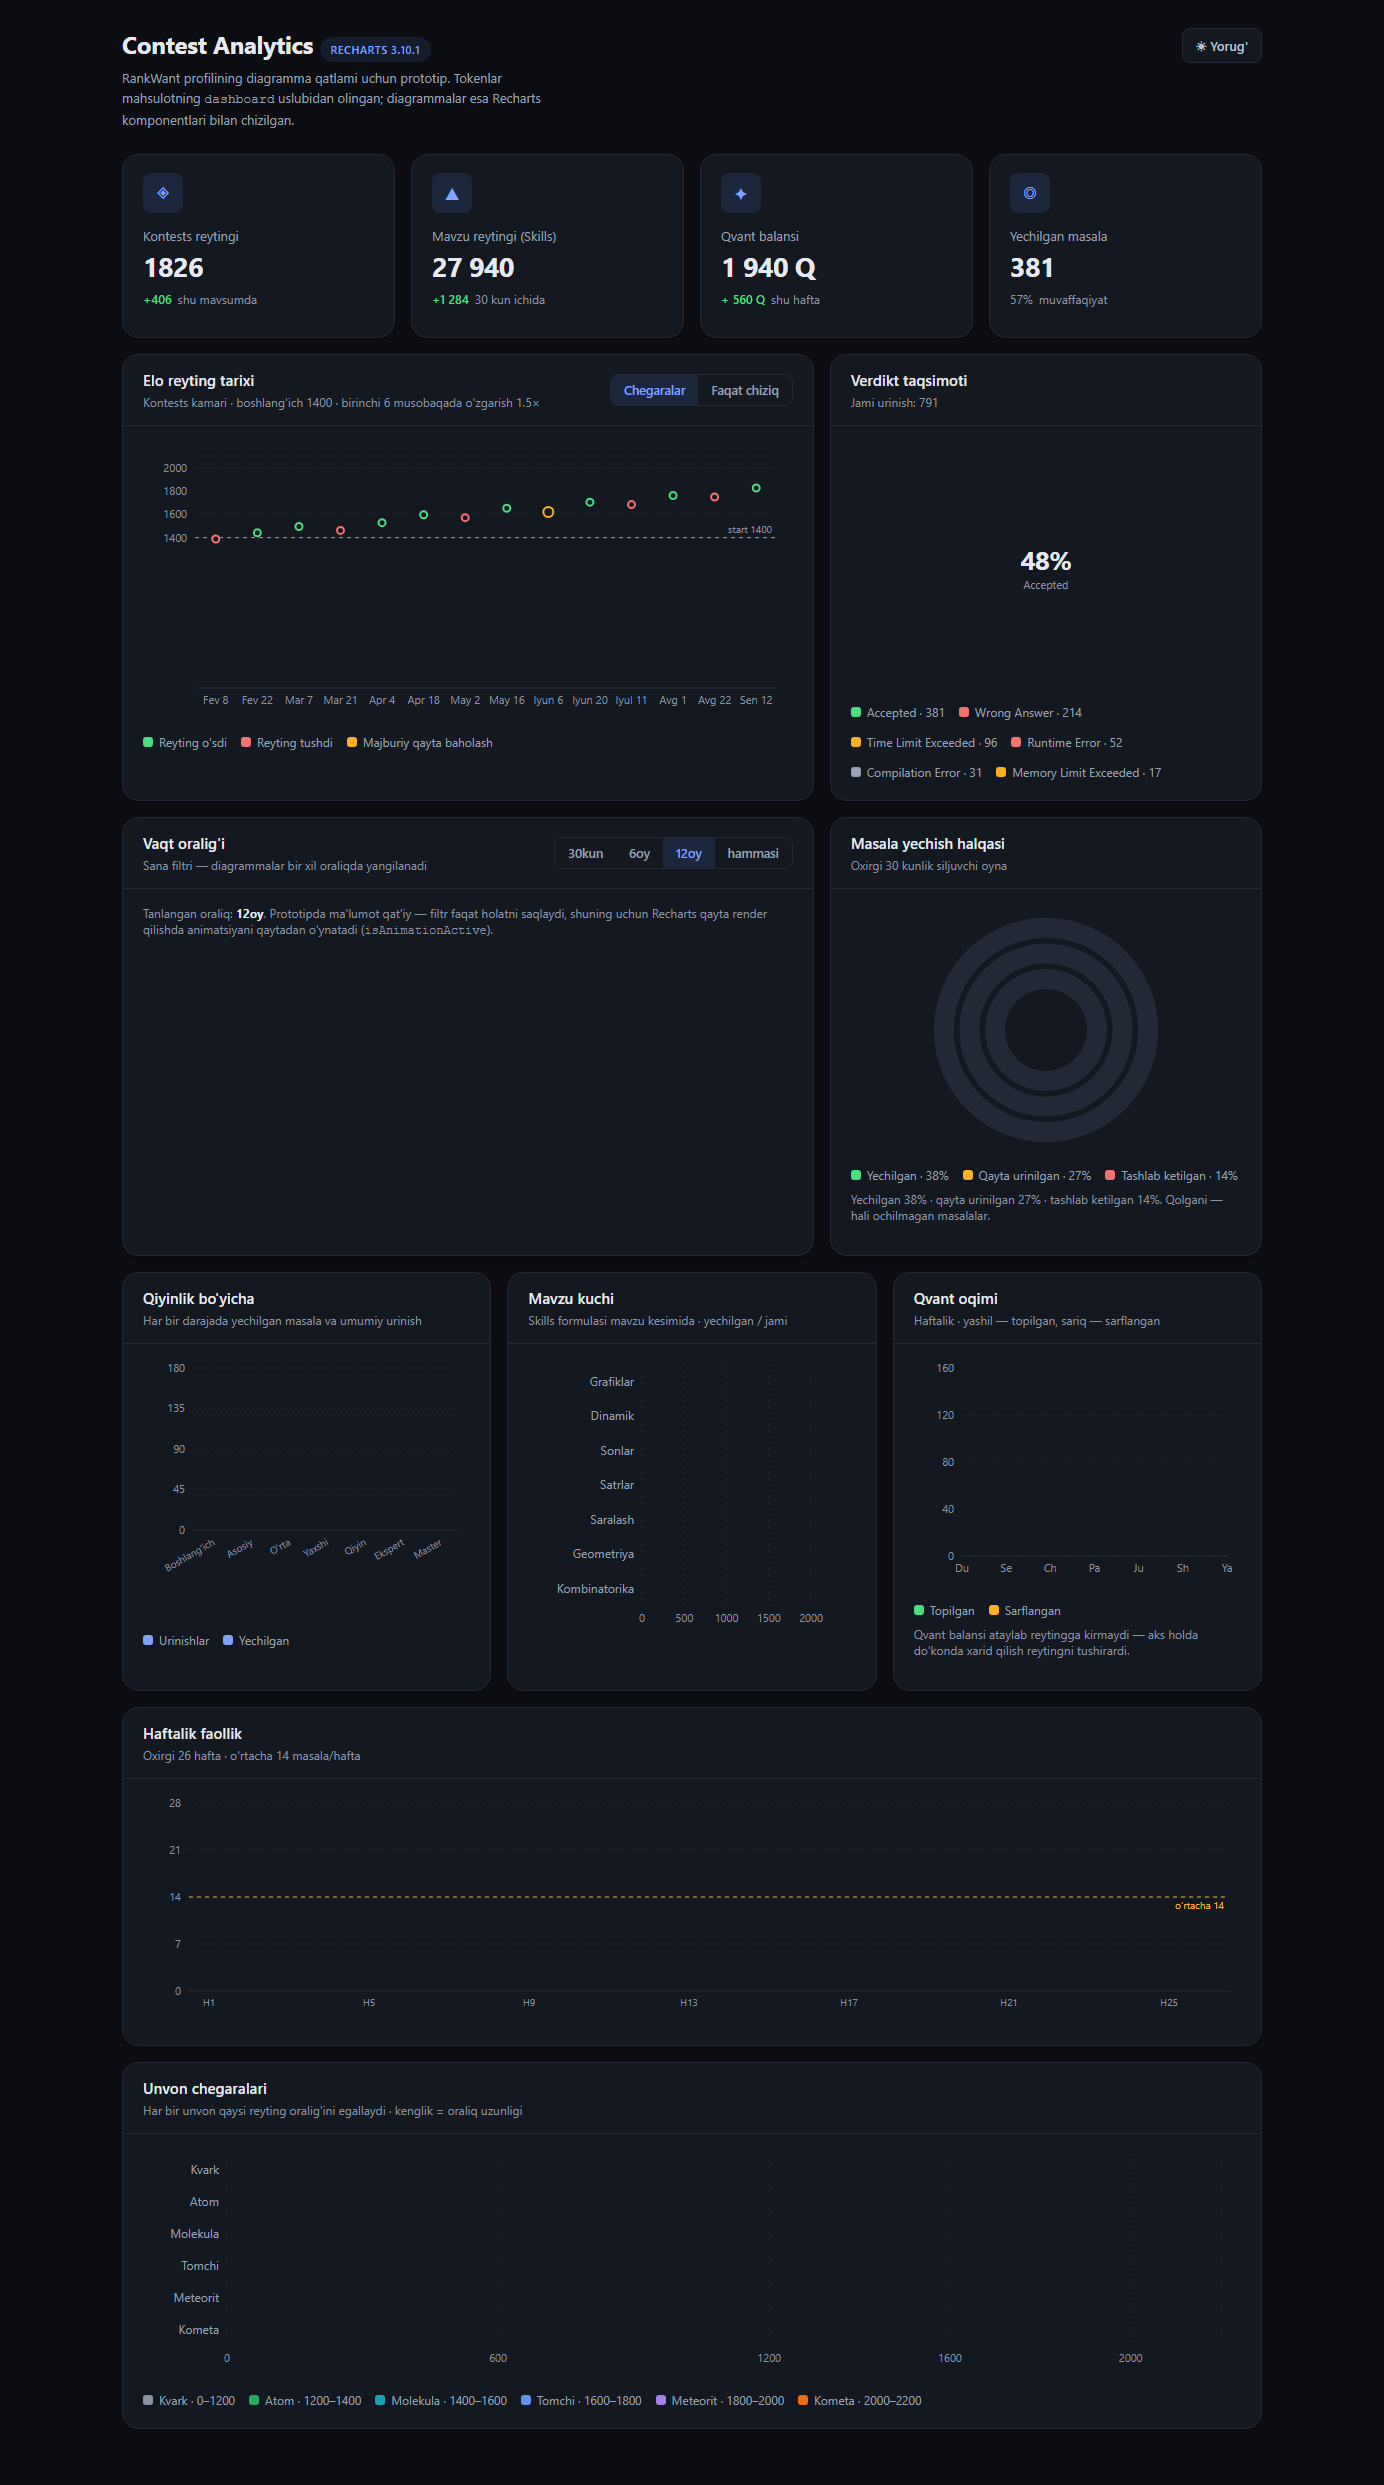 Contest Analytics RECHARTS 3.10.1
☀ Yorug'
RankWant profilining diagramma qatlami uchun prototip. Tokenlar
mahsulotning dashboard uslubidan olingan; diagrammalar esa Recharts
komponentlari bilan chizilgan.
Kontests reytingi
1826
+406 shu mavsumda
Mavzu reytingi (Skills)
27 940
+1 284 30 kun ichida
Qvant balansi
1 940 Q
+ 560 Q shu hafta
Yechilgan masala
381
57% muvaffaqiyat
Elo reyting tarixi
Kontests kamari · boshlang'ich 1400 · birinchi 6 musobaqada o'zgarish 1.5×
Chegaralar Faqat chiziq
2000
1800
1600
1400
start 1400
Fev 8 Fev 22 Mar 7 Mar 21 Apr 4 Apr 18 May 2 May 16 Iyun 6 Iyun 20 Iyul 11 Avg 1 Avg 22 Sen 12
Reyting o'sdi Reyting tushdi Majburiy qayta baholash
Verdikt taqsimoti
Jami urinish: 791
48%
Accepted
Accepted · 381 Wrong Answer · 214
Time Limit Exceeded · 96 Runtime Error · 52
Compilation Error · 31 Memory Limit Exceeded · 17
Vaqt oralig'i
Sana filtri — diagrammalar bir xil oraliqda yangilanadi
30kun 6oy 12oy hammasi
Tanlangan oraliq: 12oy. Prototipda ma'lumot qat'iy — filtr faqat holatni saqlaydi, shuning uchun Recharts qayta render
qilishda animatsiyani qaytadan o'ynatadi (isAnimationActive).
Masala yechish halqasi
Oxirgi 30 kunlik siljuvchi oyna
Yechilgan · 38% Qayta urinilgan · 27% Tashlab ketilgan · 14%
Yechilgan 38% · qayta urinilgan 27% · tashlab ketilgan 14%. Qolgani —
hali ochilmagan masalalar.
Qiyinlik bo'yicha
Har bir darajada yechilgan masala va umumiy urinish
180
135
90
45
0
Boshlang'ich Asosiy O'rta Yaxshi Qiyin Ekspert Master
Urinishlar Yechilgan
Mavzu kuchi
Skills formulasi mavzu kesimida · yechilgan / jami
Grafiklar
Dinamik
Sonlar
Satrlar
Saralash
Geometriya
Kombinatorika
0 500 1000 1500 2000
Qvant oqimi
Haftalik · yashil — topilgan, sariq — sarflangan
160
120
80
40
0
Du Se Ch Pa Ju Sh Ya
Topilgan Sarflangan
Qvant balansi ataylab reytingga kirmaydi — aks holda
do'konda xarid qilish reytingni tushirardi.
Haftalik faollik
Oxirgi 26 hafta · o'rtacha 14 masala/hafta
28
21
14
o'rtacha 14
7
0
H1 H5 H9 H13 H17 H21 H25
Unvon chegaralari
Har bir unvon qaysi reyting oralig'ini egallaydi · kenglik = oraliq uzunligi
Kvark
Atom
Molekula
Tomchi
Meteorit
Kometa
0 600 1200 1600 2000
Kvark · 0–1200 Atom · 1200–1400 Molekula · 1400–1600 Tomchi · 1600–1800 Meteorit · 1800–2000 Kometa · 2000–2200